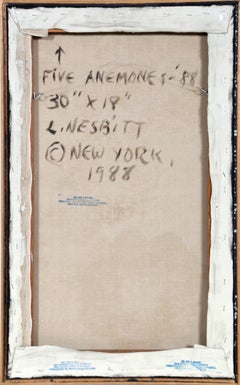 FIVE ANEMONES-'88
30" X 18"
L. NESBITT
© NEW YORK,
1988